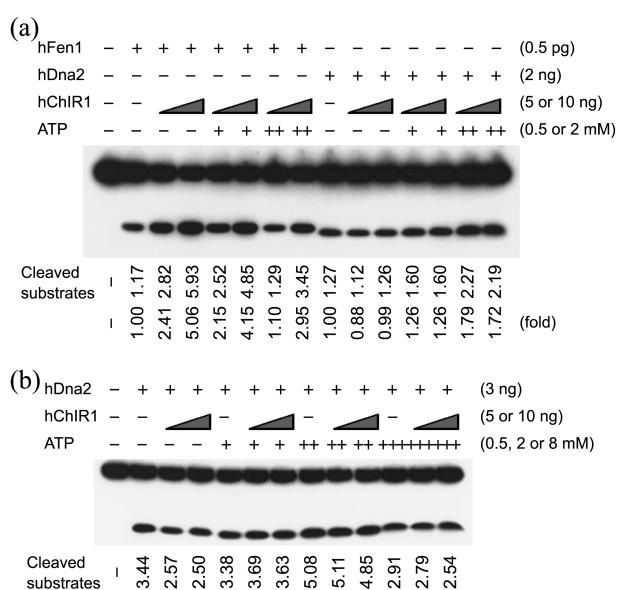 (a)
hFen1 − + + + + + + + − − − − − − − (0.5 pg)
hDna2 − − − − − − − − + + + + + + + (2 ng)
hChIR1 − − − (5 or 10 ng)
ATP − − − − + + ++ ++ − − − + + ++ ++ (0.5 or 2 mM)
Cleaved substrates − 1.17 2.82 5.93 2.52 4.85 1.29 3.45 1.27 1.12 1.26 1.60 1.60 2.27 2.19
− 1.00 2.41 5.06 2.15 4.15 1.10 2.95 1.00 0.88 0.99 1.26 1.26 1.79 1.72 (fold)
(b)
hDna2 − + + + + + + + + + + + + (3 ng)
hChIR1 − − − − − (5 or 10 ng)
ATP − − − − + + + ++ ++ ++ +++++++++ (0.5, 2 or 8 mM)
Cleaved substrates − 3.44 2.57 2.50 3.38 3.69 3.63 5.08 5.11 4.85 2.91 2.79 2.54